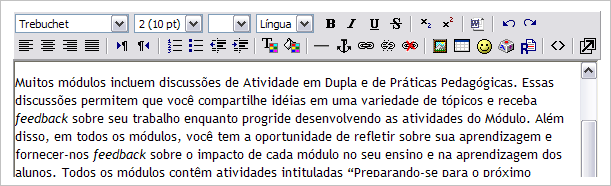 Trebuchet 2 (10 pt) Língua B I U S x₂ x²
Muitos módulos incluem discussões de Atividade em Dupla e de Práticas Pedagógicas. Essas
discussões permitem que você compartilhe idéias em uma variedade de tópicos e receba
feedback sobre seu trabalho enquanto progride desenvolvendo as atividades do Módulo. Além
disso, em todos os módulos, você tem a oportunidade de refletir sobre sua aprendizagem e
fornecer-nos feedback sobre o impacto de cada módulo no seu ensino e na aprendizagem dos
alunos. Todos os módulos contêm atividades intituladas “Preparando-se para o próximo